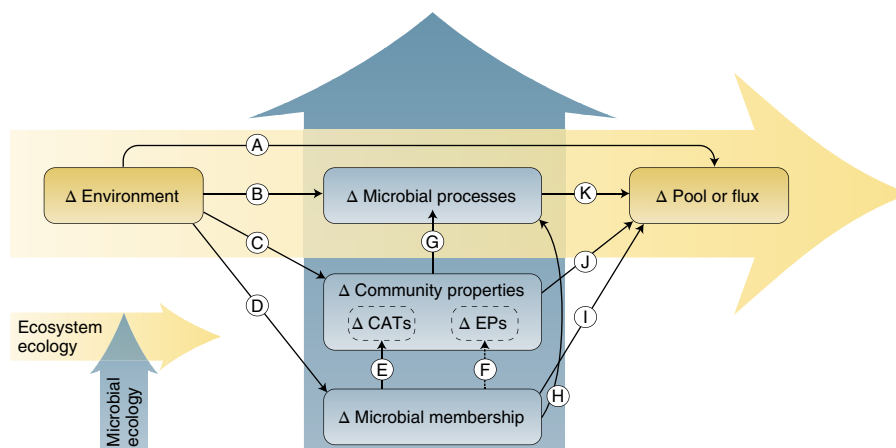 A
Δ Environment
B
Δ Microbial processes
K
Δ Pool or flux
C
G
J
D
Δ Community properties
Δ CATs
Δ EPs
I
Ecosystem
ecology
E
F
H
Microbial
ecology
Δ Microbial membership